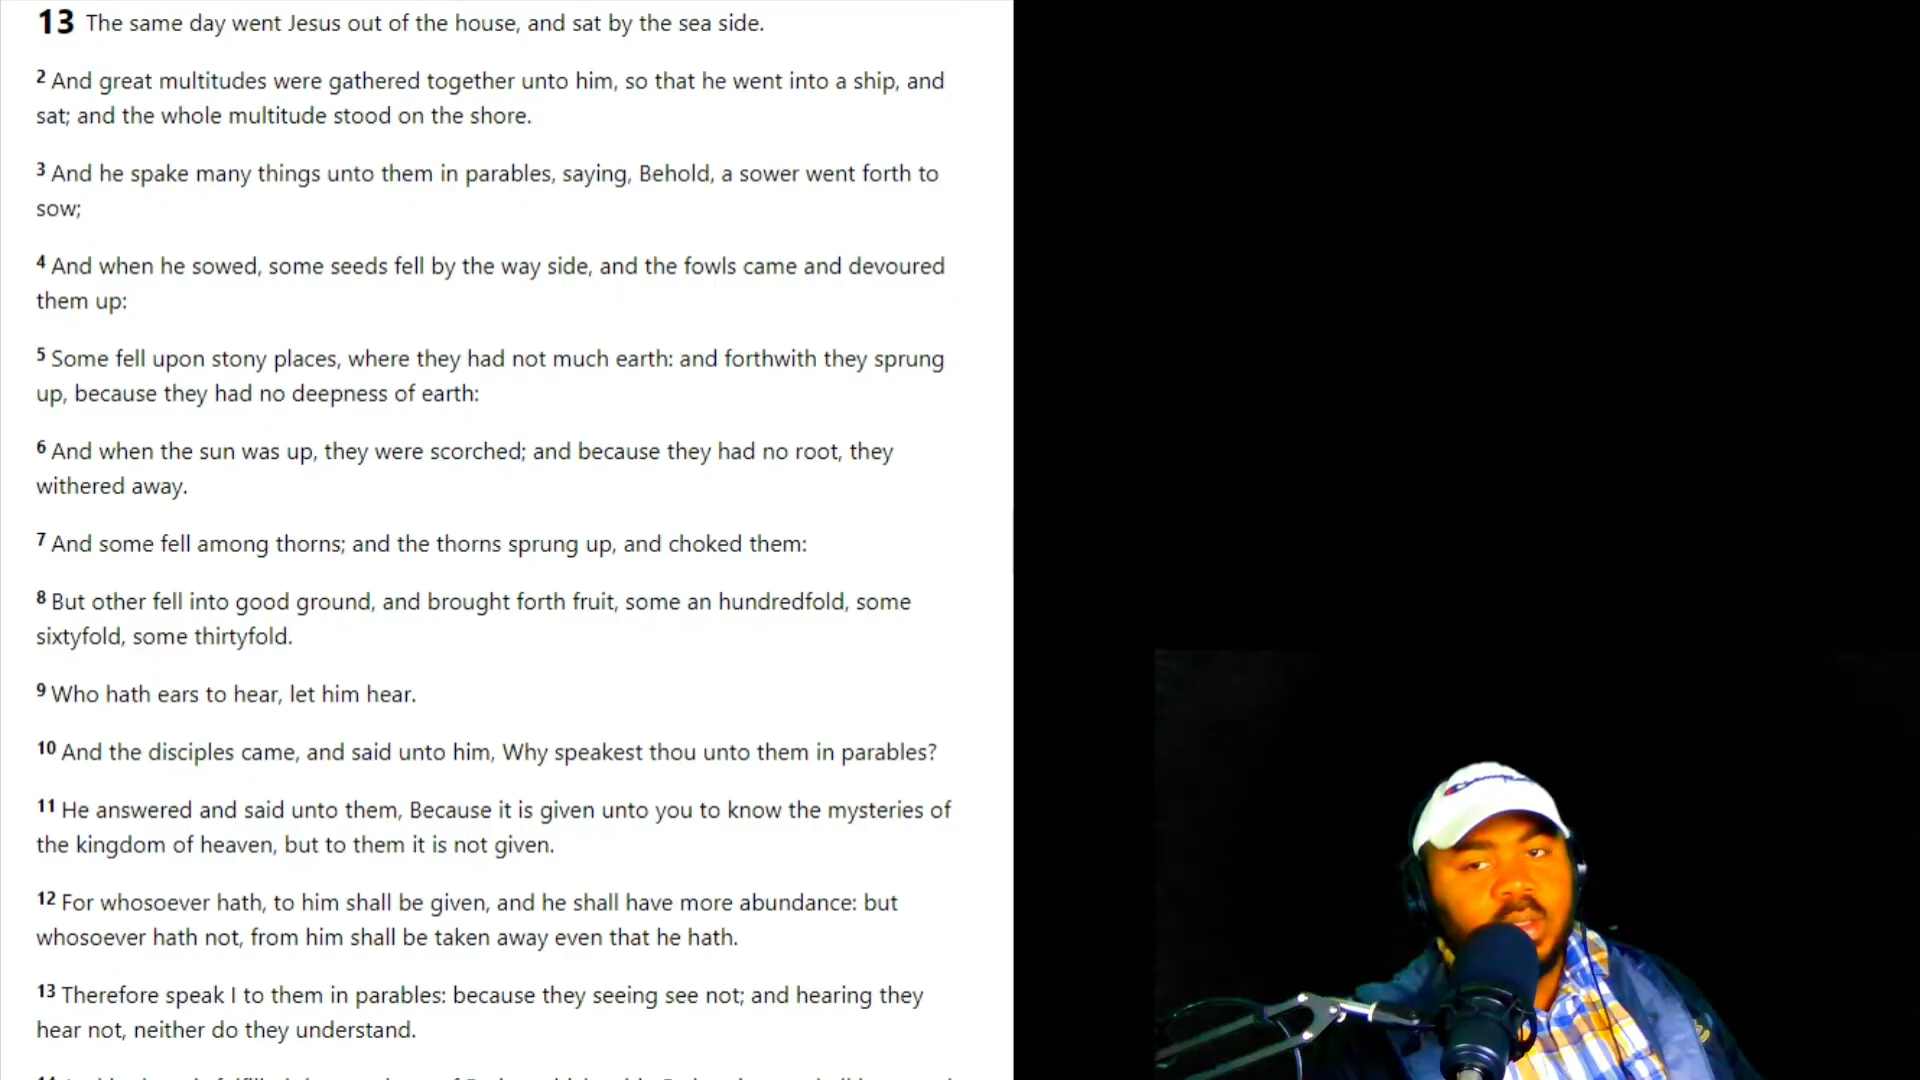 13 The same day went Jesus out of the house, and sat by the sea side.
2 And great multitudes were gathered together unto him, so that he went into a ship, and
sat; and the whole multitude stood on the shore.
3 And he spake many things unto them in parables, saying, Behold, a sower went forth to
sow;
4 And when he sowed, some seeds fell by the way side, and the fowls came and devoured
them up:
5 Some fell upon stony places, where they had not much earth: and forthwith they sprung
up, because they had no deepness of earth:
6 And when the sun was up, they were scorched; and because they had no root, they
withered away.
7 And some fell among thorns; and the thorns sprung up, and choked them:
8 But other fell into good ground, and brought forth fruit, some an hundredfold, some
sixtyfold, some thirtyfold.
9 Who hath ears to hear, let him hear.
10 And the disciples came, and said unto him, Why speakest thou unto them in parables?
11 He answered and said unto them, Because it is given unto you to know the mysteries of
the kingdom of heaven, but to them it is not given.
12 For whosoever hath, to him shall be given, and he shall have more abundance: but
whosoever hath not, from him shall be taken away even that he hath.
13 Therefore speak I to them in parables: because they seeing see not; and hearing they
hear not, neither do they understand.